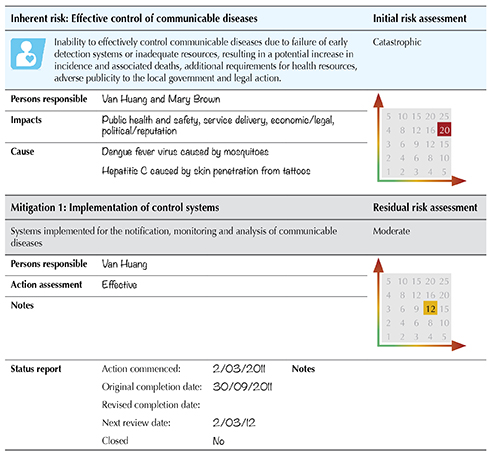 Inherent risk: Effective control of communicable diseases
Initial risk assessment
Inability to effectively control communicable diseases due to failure of early
detection systems or inadequate resources, resulting in a potential increase in
incidence and associated deaths, additional requirements for health resources,
adverse publicity to the local government and legal action.
Catastrophic
Persons responsible Van Huang and Mary Brown
Impacts Public health and safety, service delivery, economic/legal,
political/reputation
Cause Dengue fever virus caused by mosquitoes
Hepatitis C caused by skin penetration from tattoos
5 10 15 20 25
4 8 12 16 20
3 6 9 12 15
2 4 6 8 10
1 2 3 4 5
Mitigation 1: Implementation of control systems
Residual risk assessment
Systems implemented for the notification, monitoring and analysis of communicable
diseases
Moderate
Persons responsible Van Huang
Action assessment Effective
Notes
5 10 15 20 25
4 8 12 16 20
3 6 9 12 15
2 4 6 8 10
1 2 3 4 5
Status report Action commenced: 2/03/2011 Notes
Original completion date: 30/09/2011
Revised completion date:
Next review date: 2/03/12
Closed No